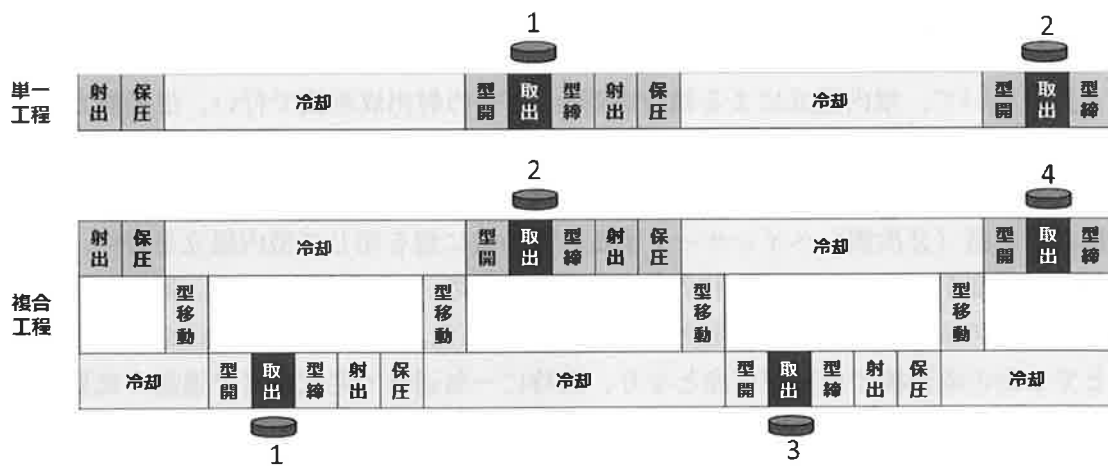 1
2
単一
工程
射出
保圧
冷却
型開
取出
型締
射出
保圧
冷却
型開
取出
型締
2
4
複合
工程
射出
保圧
冷却
型開
取出
型締
射出
保圧
冷却
型開
取出
型締
型移動
型移動
型移動
型移動
冷却
型開
取出
型締
射出
保圧
冷却
型開
取出
型締
射出
保圧
冷却
1
3